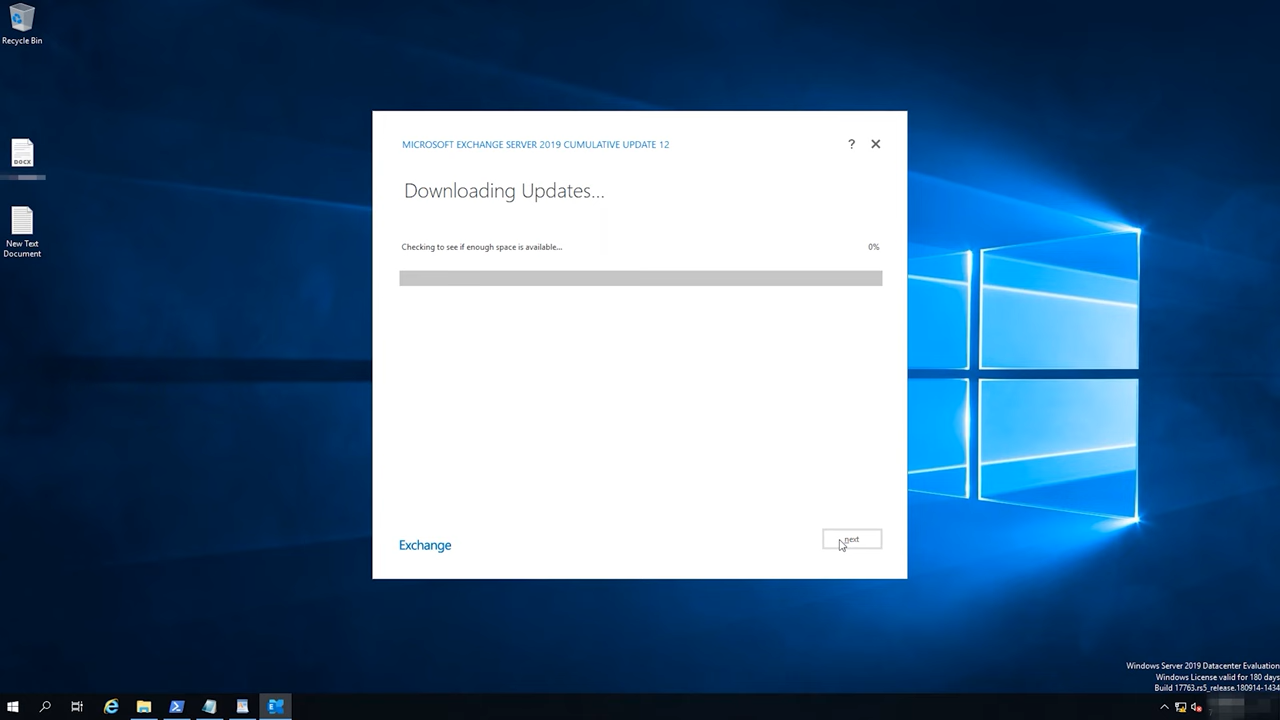 Recycle Bin
DOCX
New Text
Document
MICROSOFT EXCHANGE SERVER 2019 CUMULATIVE UPDATE 12
?
Downloading Updates...
Checking to see if enough space is available...
0%
Exchange
next
Windows Server 2019 Datacenter Evaluation
Windows License valid for 180 days
Build 17763.rs5_release.180914-1434